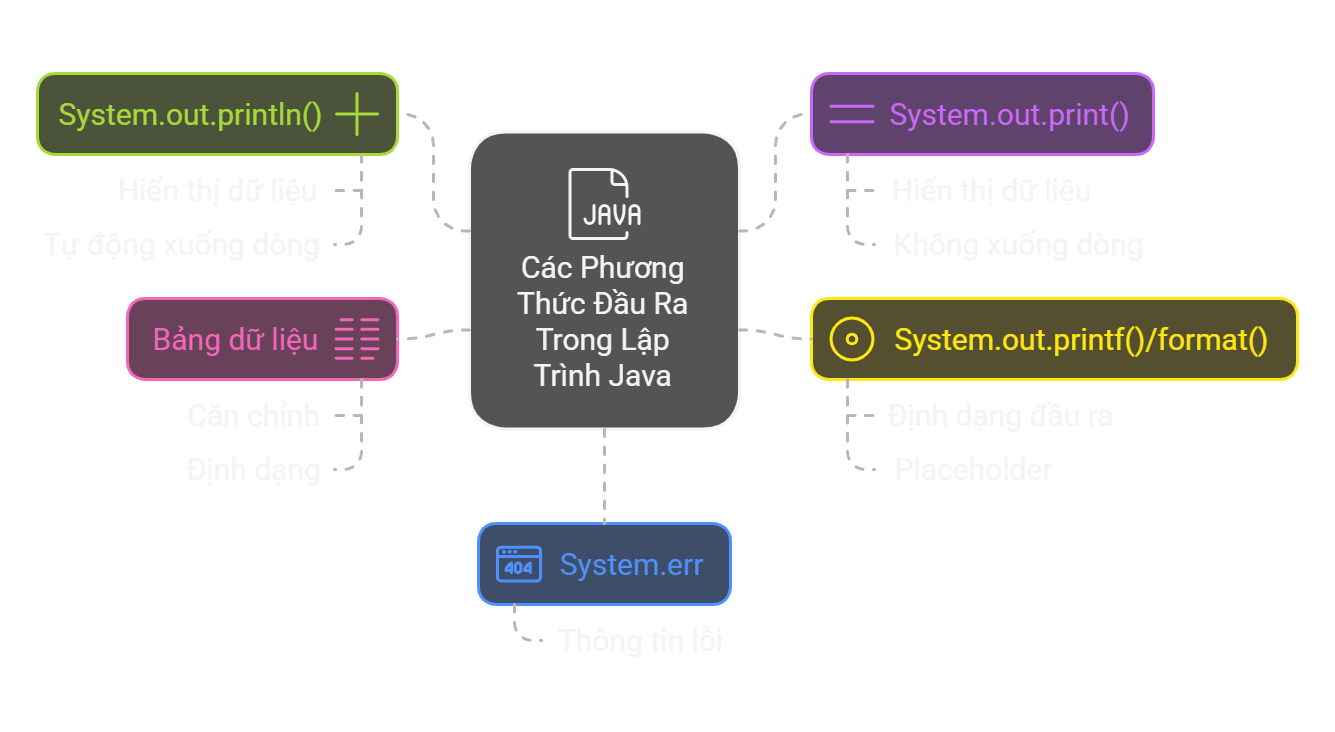 System.out.println()
Hiển thị dữ liệu
Tự động xuống dòng
Bảng dữ liệu
Căn chỉnh
Định dạng
JAVA
Các Phương
Thức Đầu Ra
Trong Lập
Trình Java
System.out.print()
Hiển thị dữ liệu
Không xuống dòng
System.out.printf()/format()
Định dạng đầu ra
Placeholder
404
System.err
Thông tin lỗi